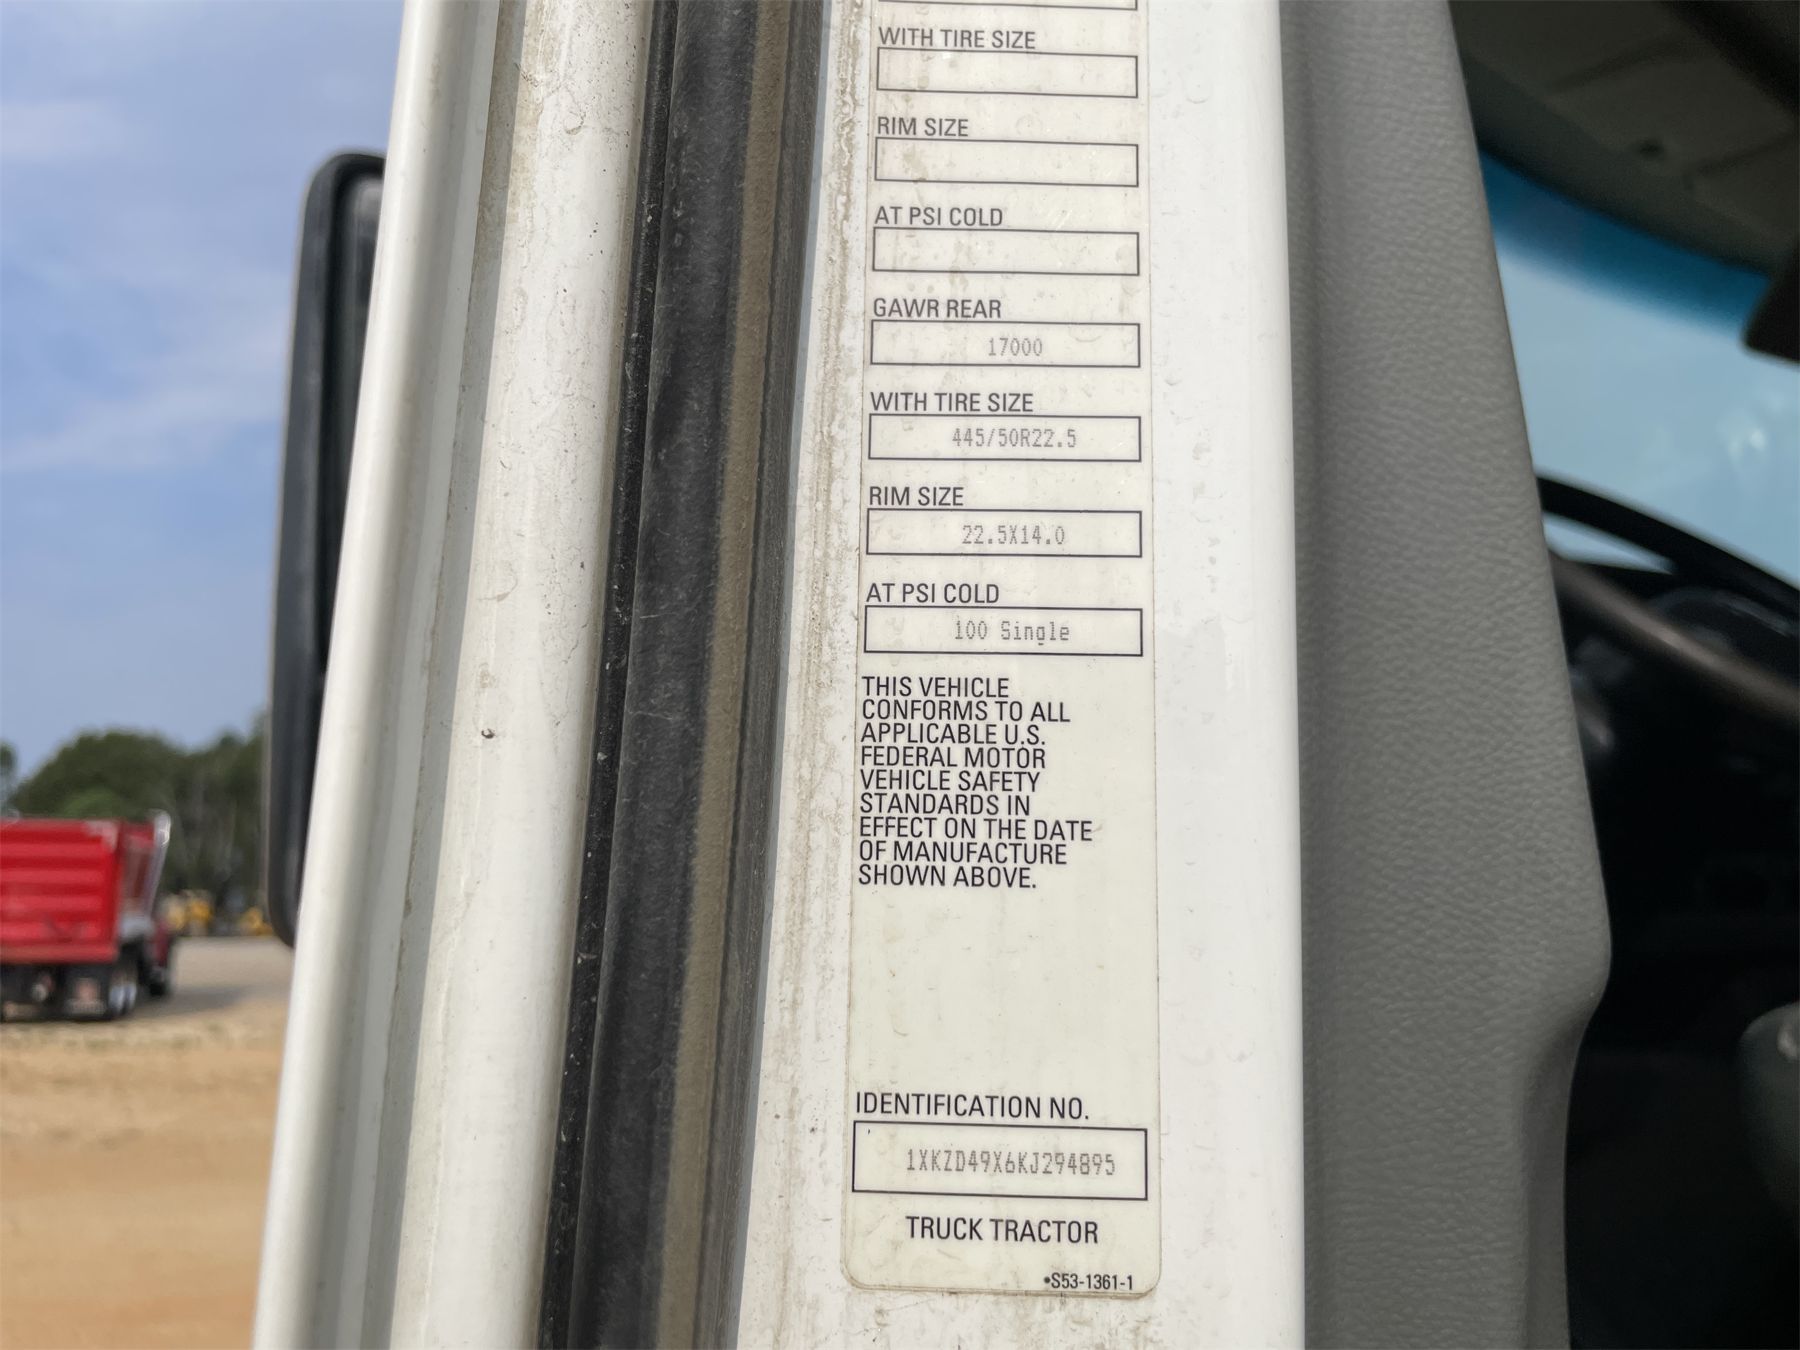 WITH TIRE SIZE
RIM SIZE
AT PSI COLD
GAWR REAR
17000
WITH TIRE SIZE
445/50R22.5
RIM SIZE
22.5X14.0
AT PSI COLD
100 Single
THIS VEHICLE
CONFORMS TO ALL
APPLICABLE U.S.
FEDERAL MOTOR
VEHICLE SAFETY
STANDARDS IN
EFFECT ON THE DATE
OF MANUFACTURE
SHOWN ABOVE.
IDENTIFICATION NO.
1XKZD49X6KJ294895
TRUCK TRACTOR
•S53-1361-1